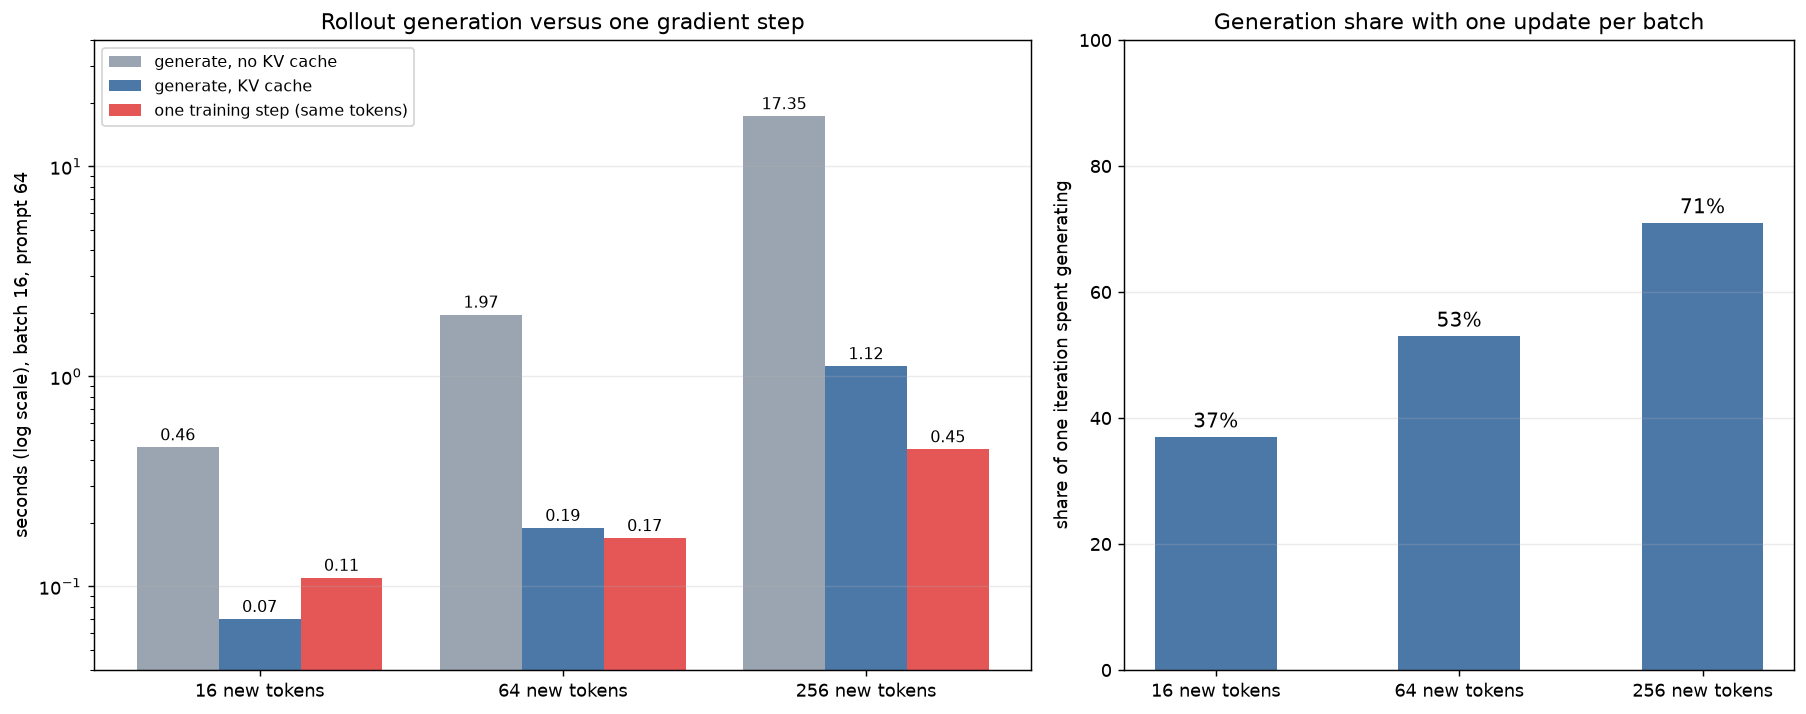 Rollout generation versus one gradient step
generate, no KV cache
generate, KV cache
one training step (same tokens)
seconds (log scale), batch 16, prompt 64
10¹
10⁰
10⁻¹
0.46
0.07
0.11
1.97
0.19
0.17
17.35
1.12
0.45
16 new tokens
64 new tokens
256 new tokens
Generation share with one update per batch
share of one iteration spent generating
100
80
60
40
20
0
37%
53%
71%
16 new tokens
64 new tokens
256 new tokens